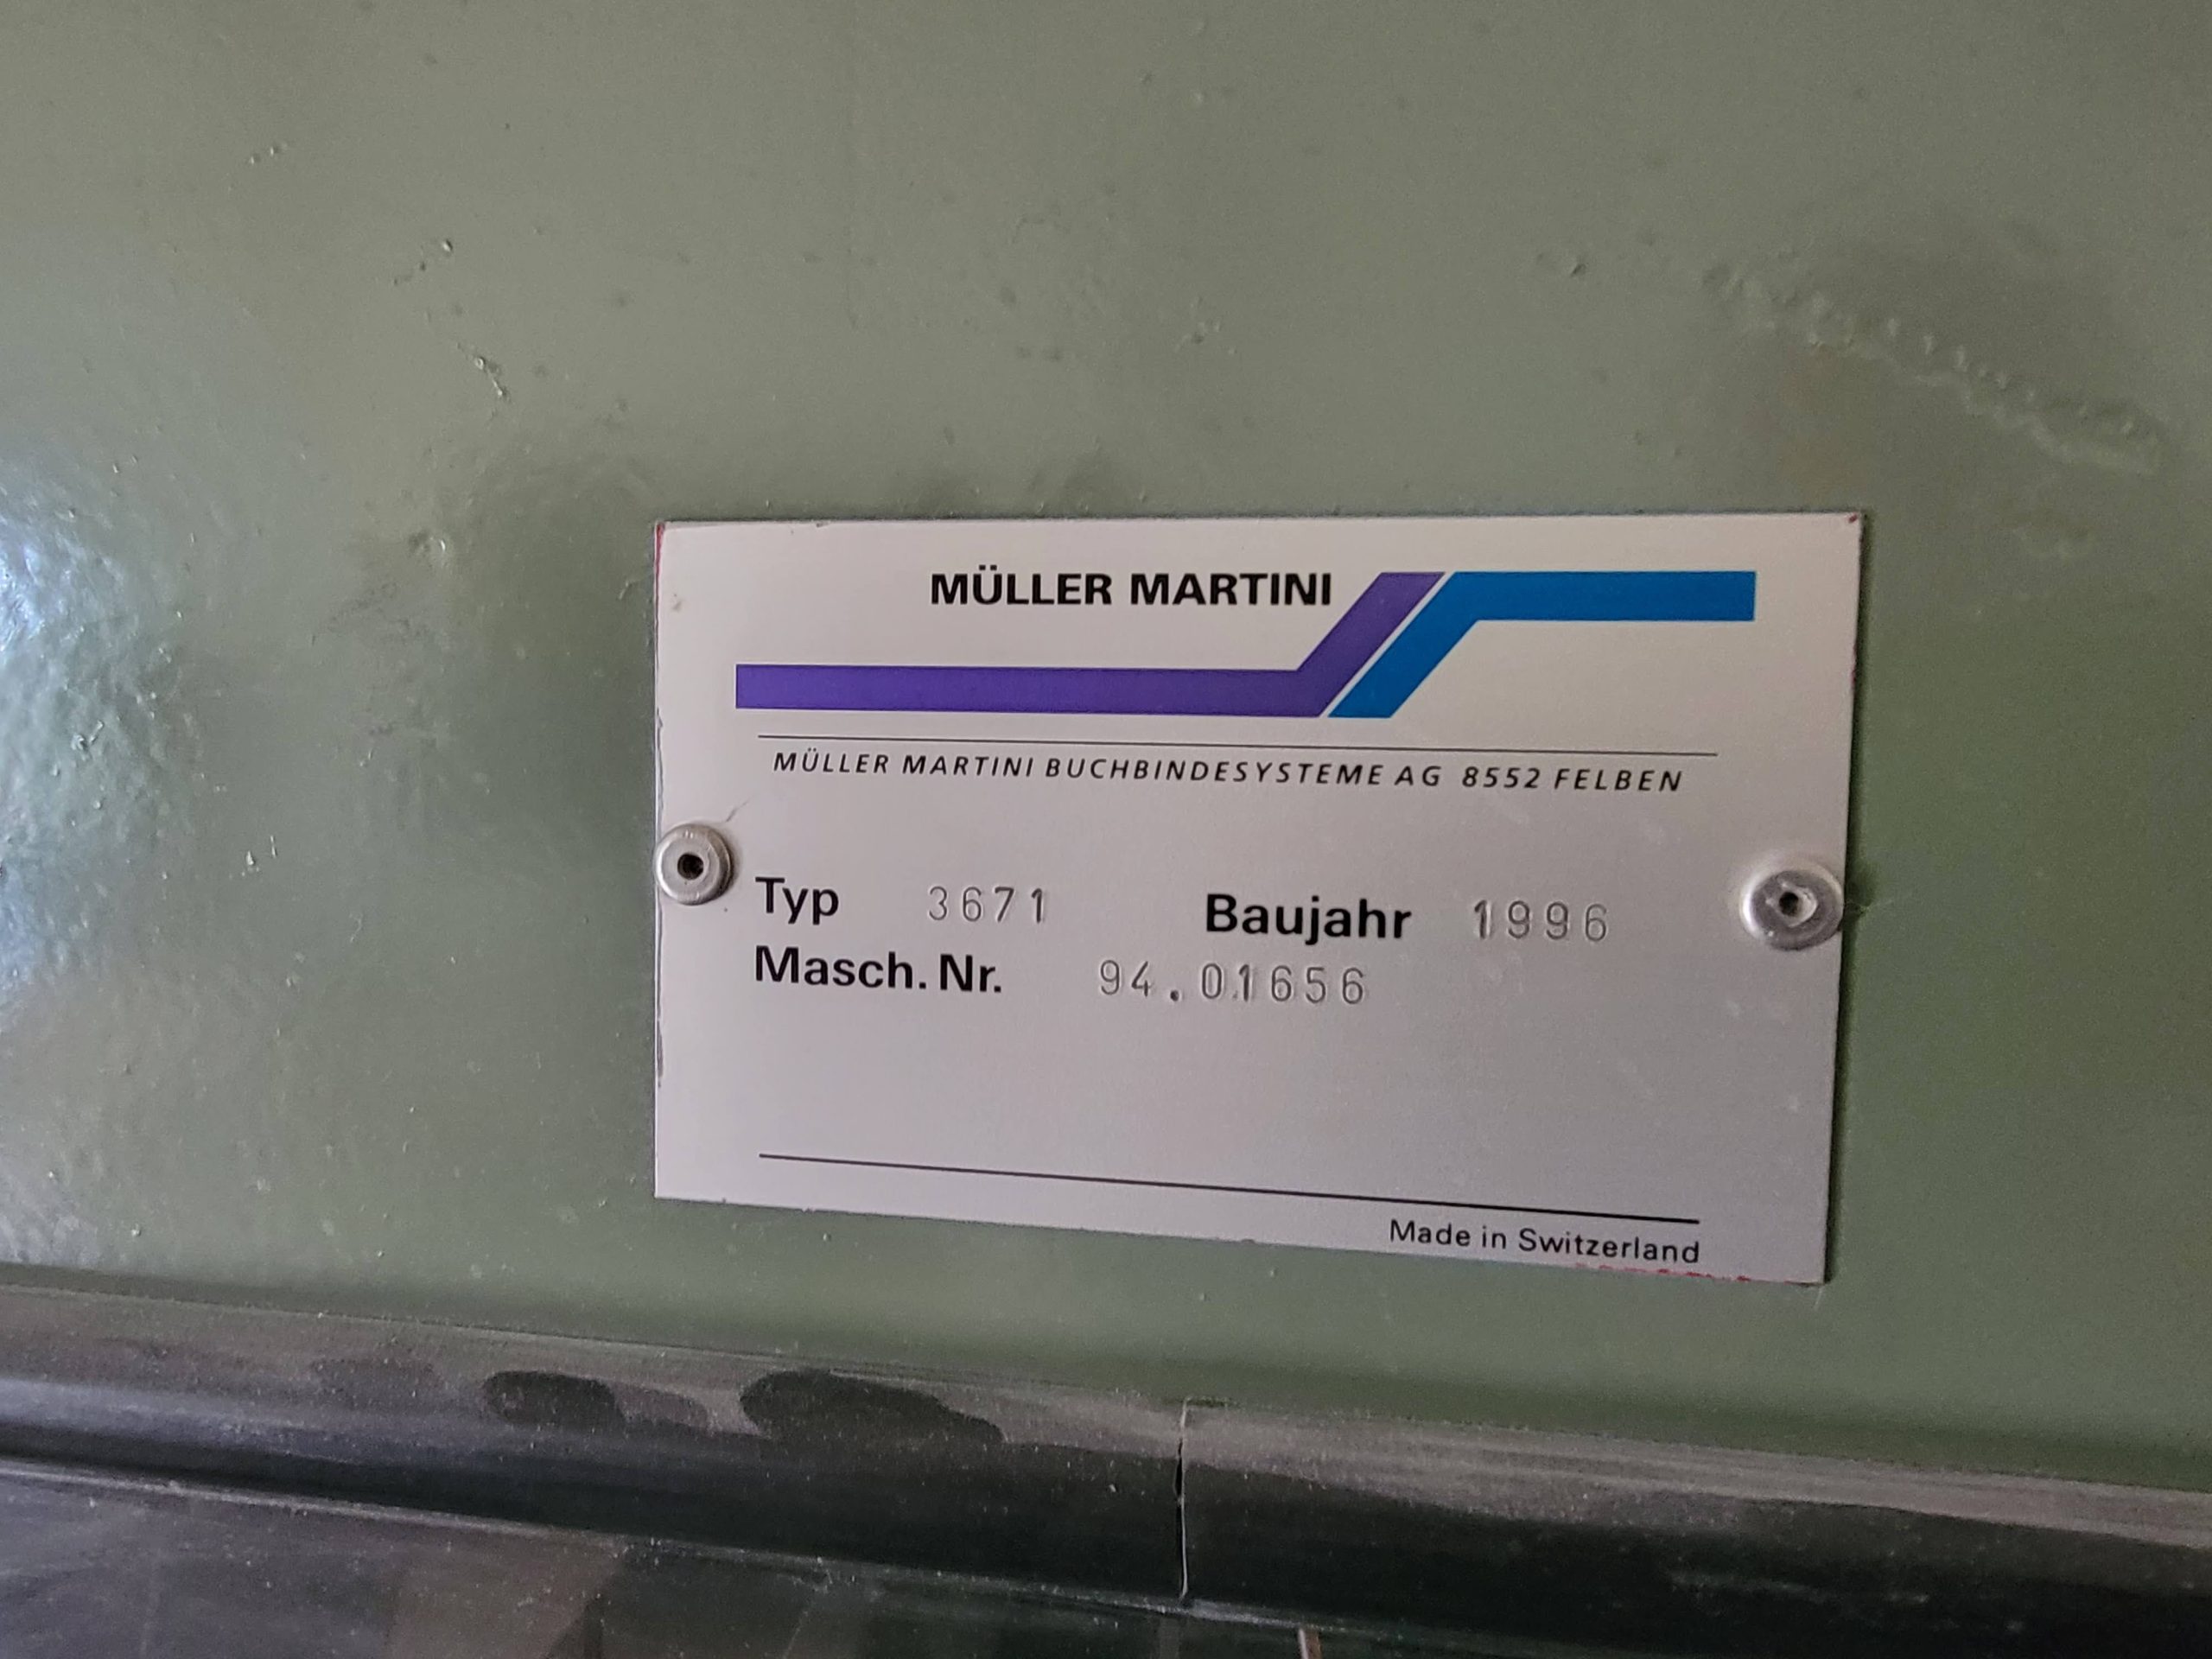 MÜLLER MARTINI
MÜLLER MARTINI BUCHBINDESYSTEME AG 8552 FELBEN
Typ 3671 Baujahr 1996
Masch. Nr. 94.01656
Made in Switzerland